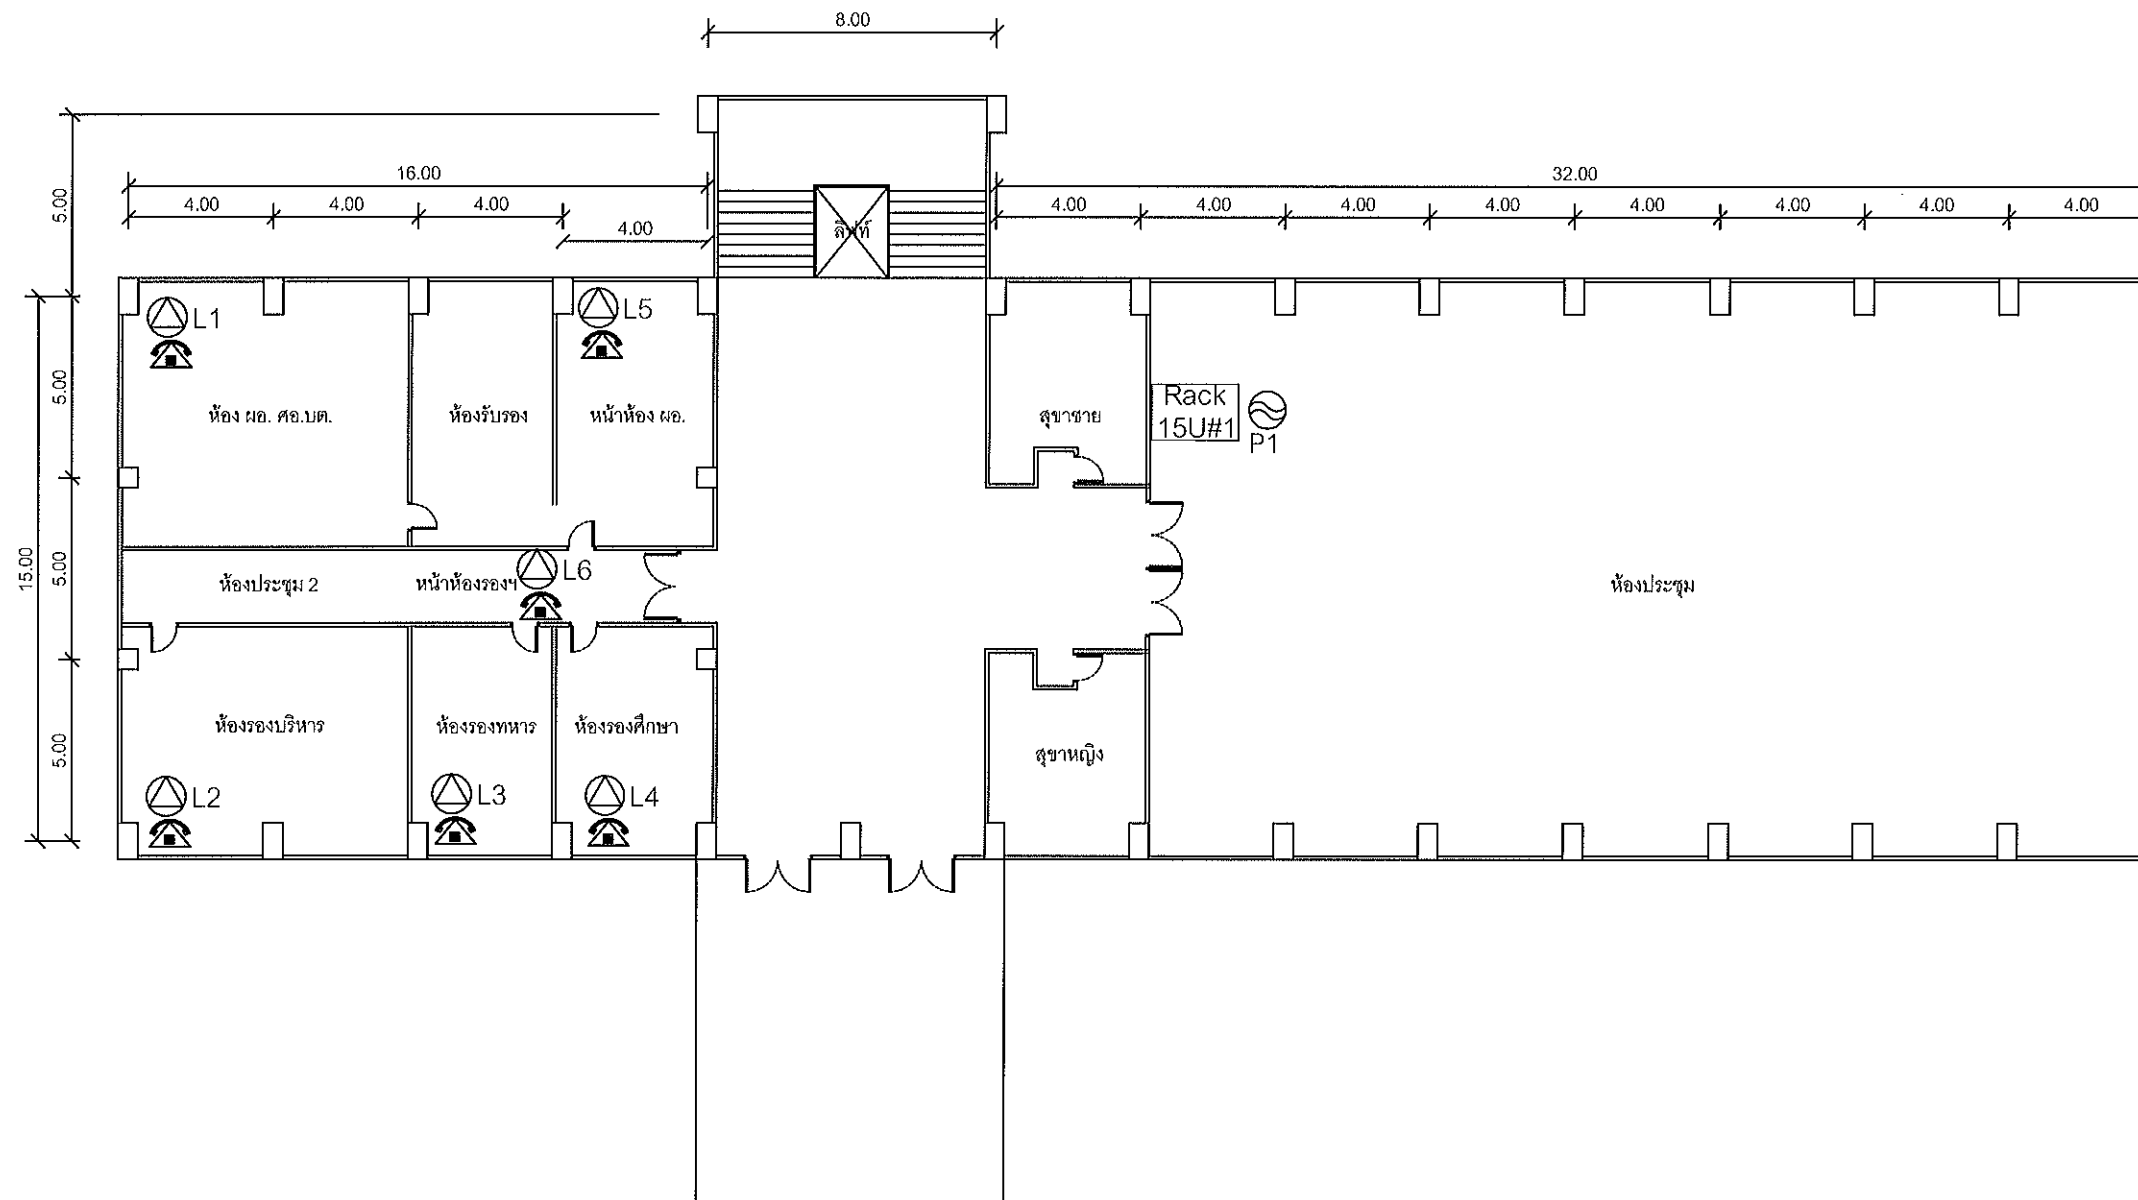 8.00
16.00
32.00
4.00
4.00
4.00
4.00
4.00
4.00
4.00
4.00
4.00
4.00
4.00
4.00
5.00
ลิฟท์
L1
L5
5.00
ห้อง ผอ. ศอ.บต.
ห้องรับรอง
หน้าห้อง ผอ.
สุขาชาย
Rack
15U#1
P1
15.00
5.00
ห้องประชุม 2
หน้าห้องรองฯ
L6
ห้องประชุม
5.00
ห้องรองบริหาร
ห้องรองทหาร
ห้องรองศึกษา
สุขาหญิง
L2
L3
L4